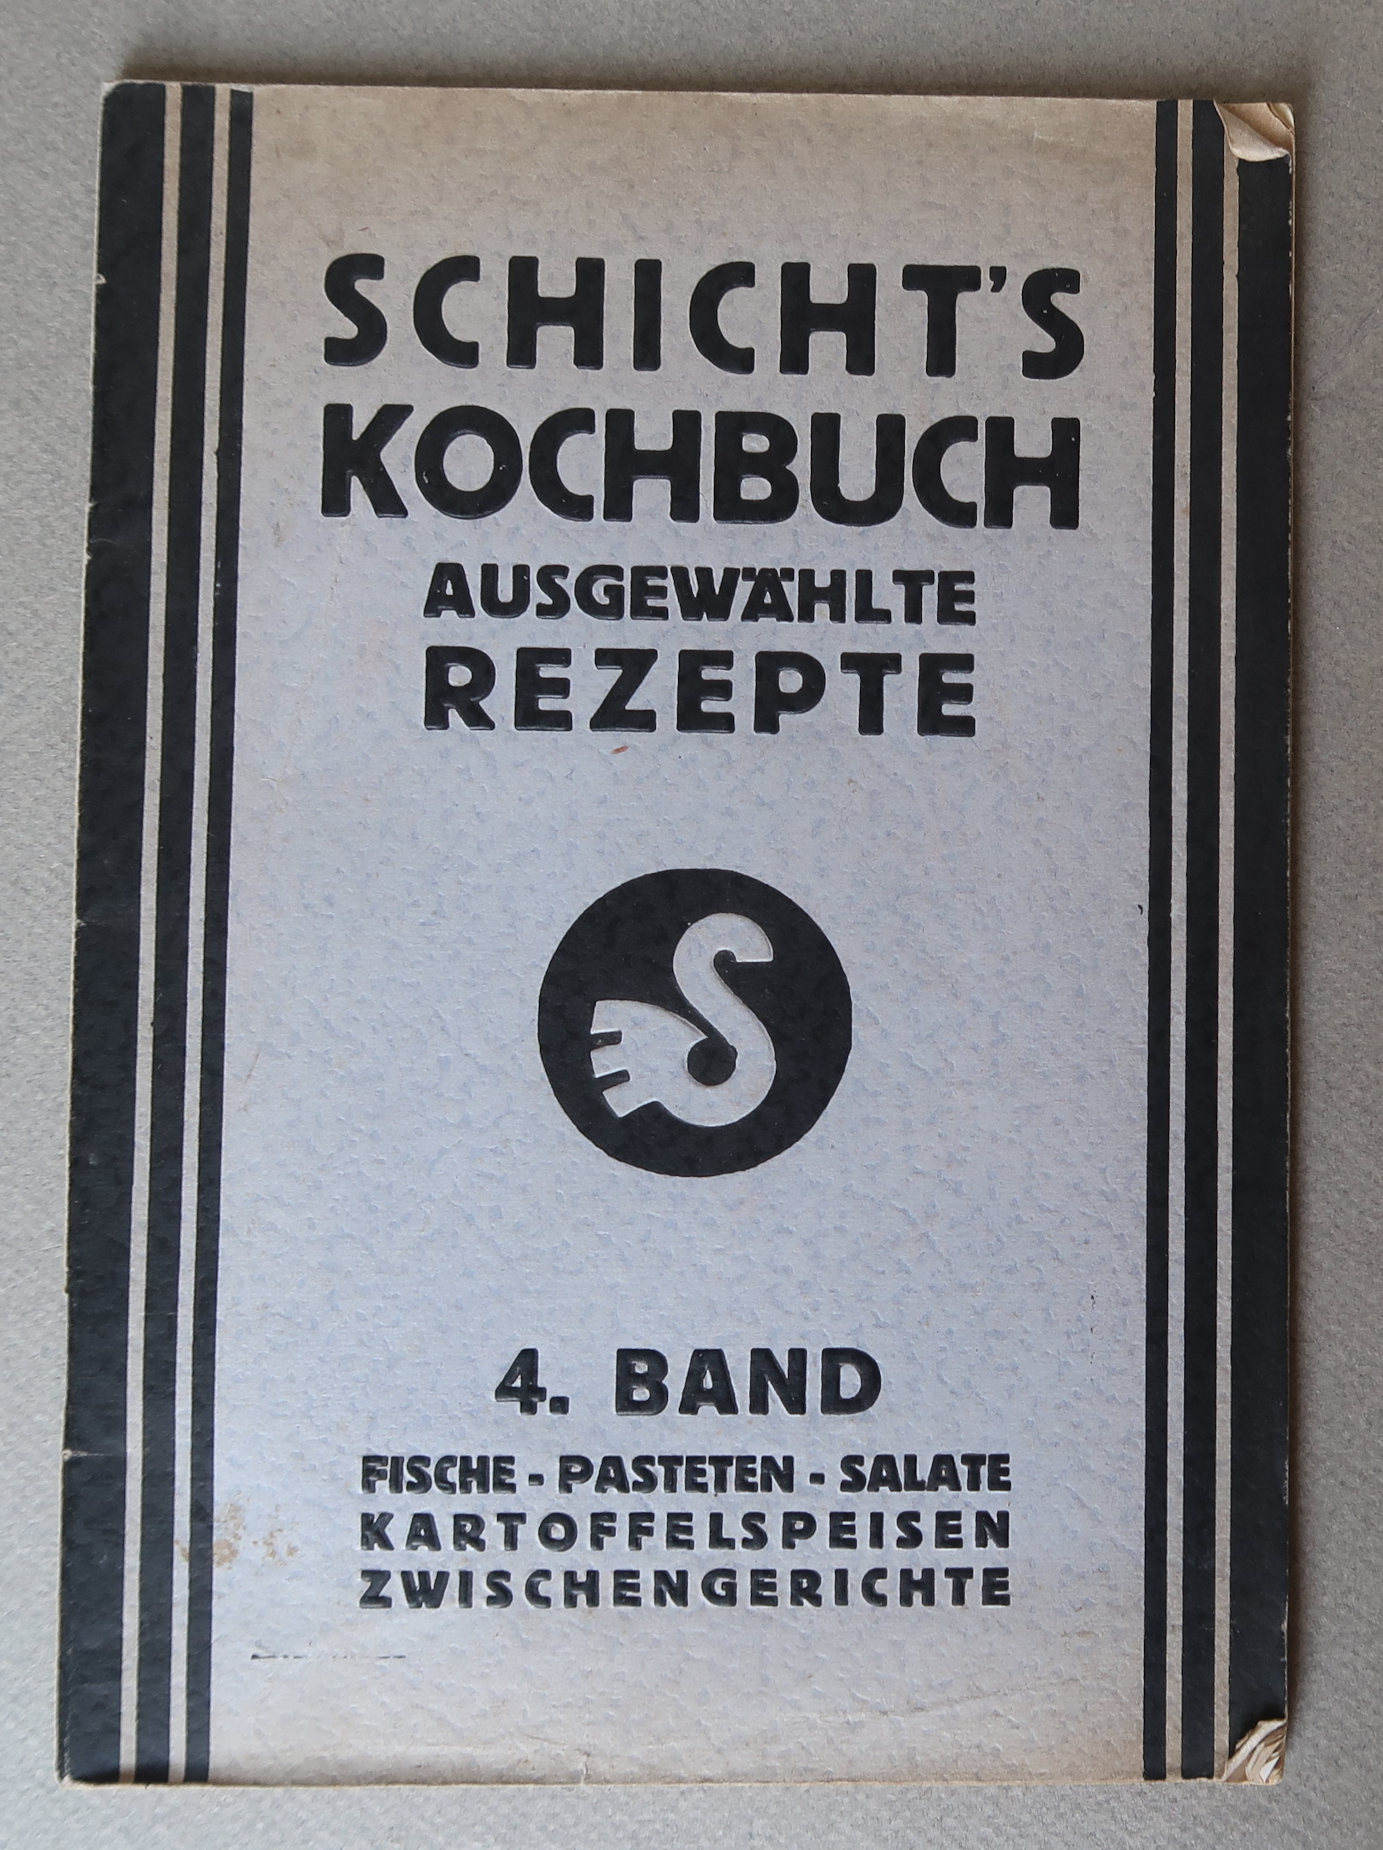 SCHICHT'S
KOCHBUCH
AUSGEWÄHLTE
REZEPTE
4. BAND
FISCHE - PASTETEN - SALATE
KARTOFFELSPEISEN
ZWISCHENGERICHTE